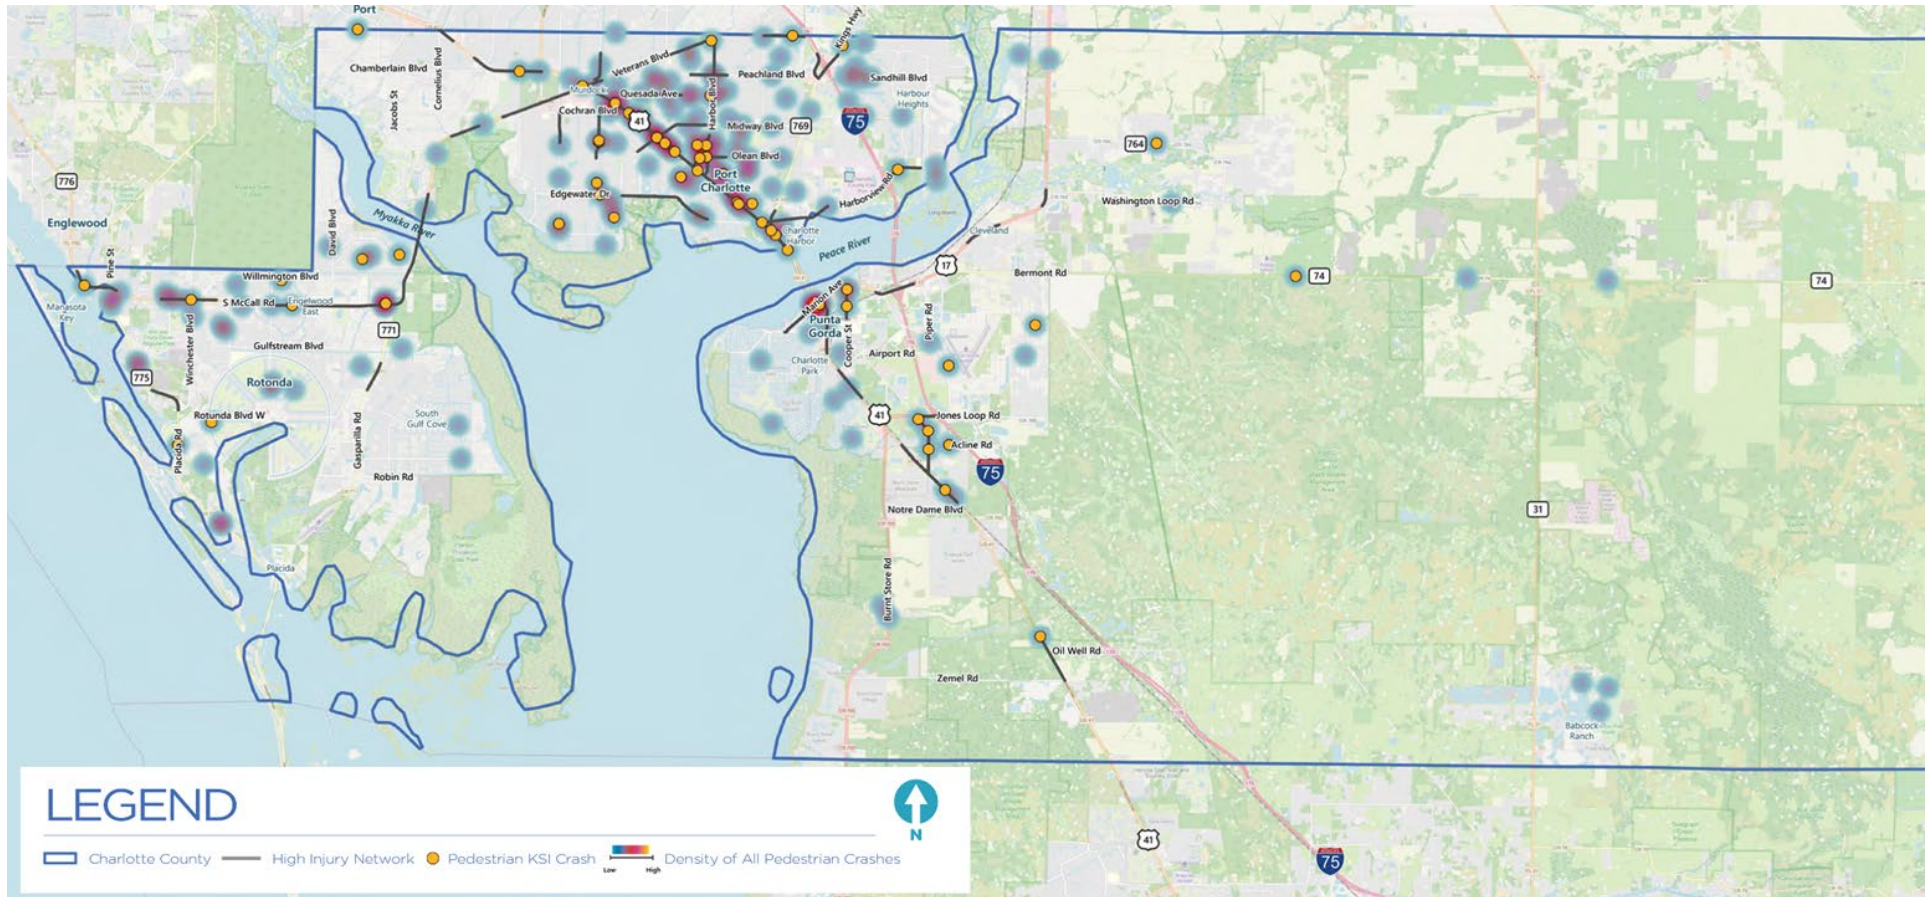 Port
Kings Hwy
Chamberlain Blvd
Cornelius Blvd
Jacobs St
Veterans Blvd
Murdock
Quesada Ave
Cochran Blvd
41
Harbor Blvd
Peachland Blvd
Sandhill Blvd
Harbour
Heights
75
Midway Blvd
769
Olean Blvd
Port
Charlotte
Edgewater Dr
Harborview Rd
Charlotte
Harbor
Peace River
Cleveland
764
Washington Loop Rd
776
Englewood
Myakka River
David Blvd
Pine St
Willmington Blvd
S McCall Rd
Englewood
East
Manasota
Key
771
Winchester Blvd
Gulfstream Blvd
775
Rotonda
Rotunda Blvd W
Placida Rd
Gasparilla Rd
South
Gulf Cove
Robin Rd
Placida
17
Bermont Rd
74
74
Marion Ave
Punta
Gorda
Cooper St
Piper Rd
Airport Rd
Charlotte
Park
41
Jones Loop Rd
Acline Rd
75
Notre Dame Blvd
31
Burnt Store Rd
Oil Well Rd
Zemel Rd
Babcock
Ranch
41
75
LEGEND
N
Charlotte County
High Injury Network
Pedestrian KSI Crash
Density of All Pedestrian Crashes
Low
High